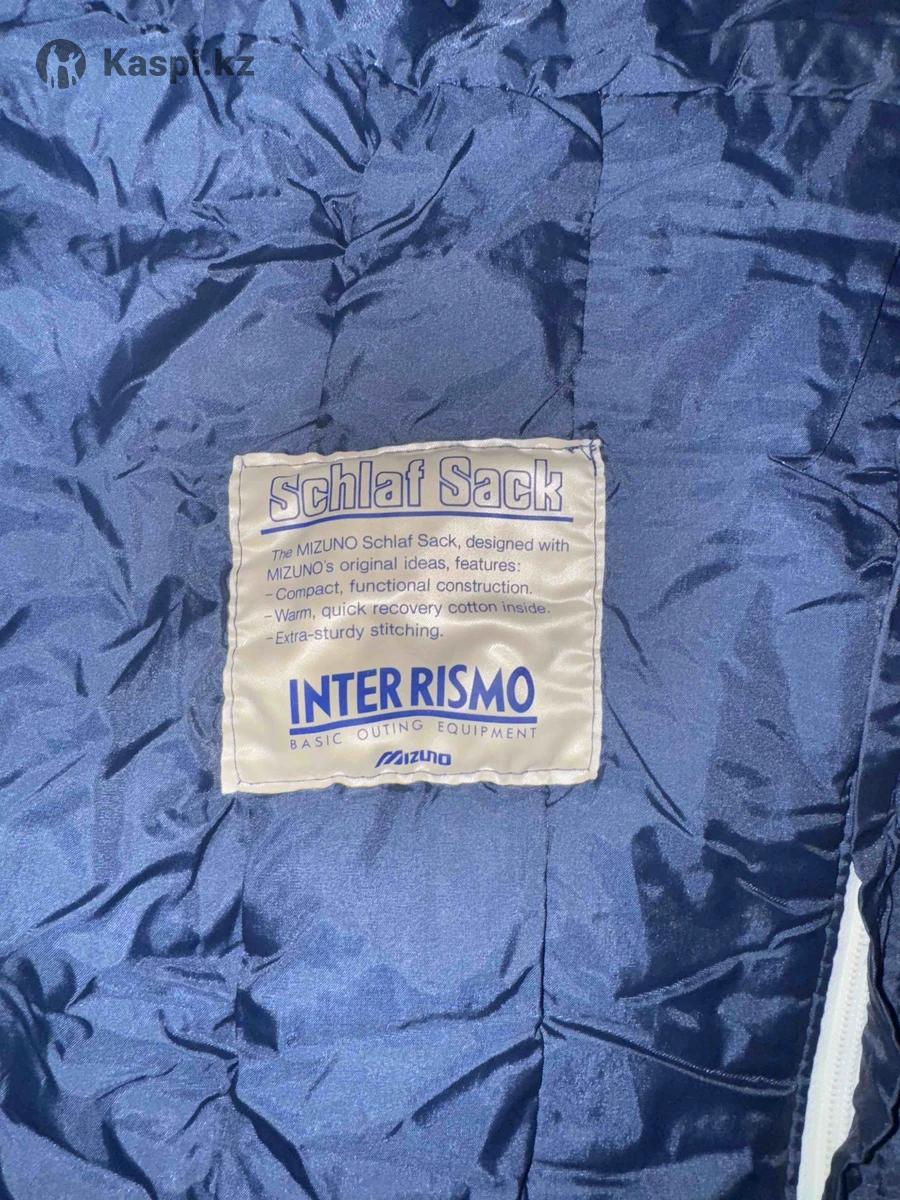 Kaspi.kz
Schlaf Sack
The MIZUNO Schlaf Sack, designed with
MIZUNO's original ideas, features:
-Compact, functional construction.
-Warm, quick recovery cotton inside.
-Extra-sturdy stitching.
INTER RISMO
BASIC OUTING EQUIPMENT
MIZUNO